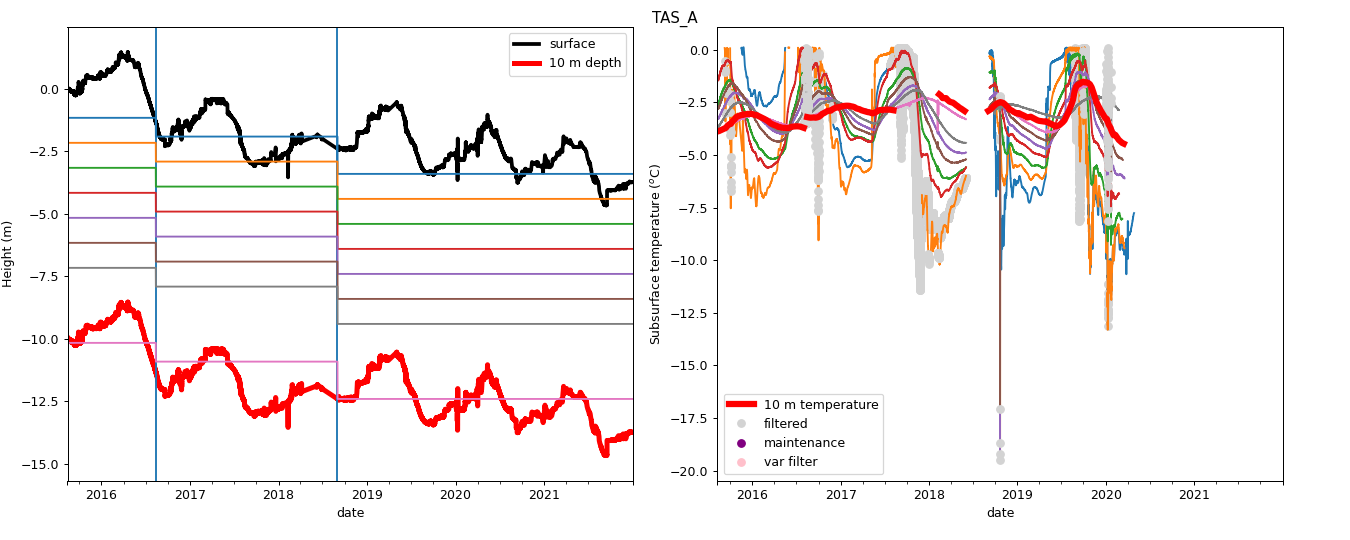 TAS_A
surface
10 m depth
0.0
−2.5
−5.0
−7.5
−10.0
−12.5
−15.0
Height (m)
2016
2017
2018
2019
2020
2021
date
0.0
−2.5
−5.0
−7.5
−10.0
−12.5
−15.0
−17.5
−20.0
Subsurface temperature (°C)
10 m temperature
filtered
maintenance
var filter
2016
2017
2018
2019
2020
2021
date